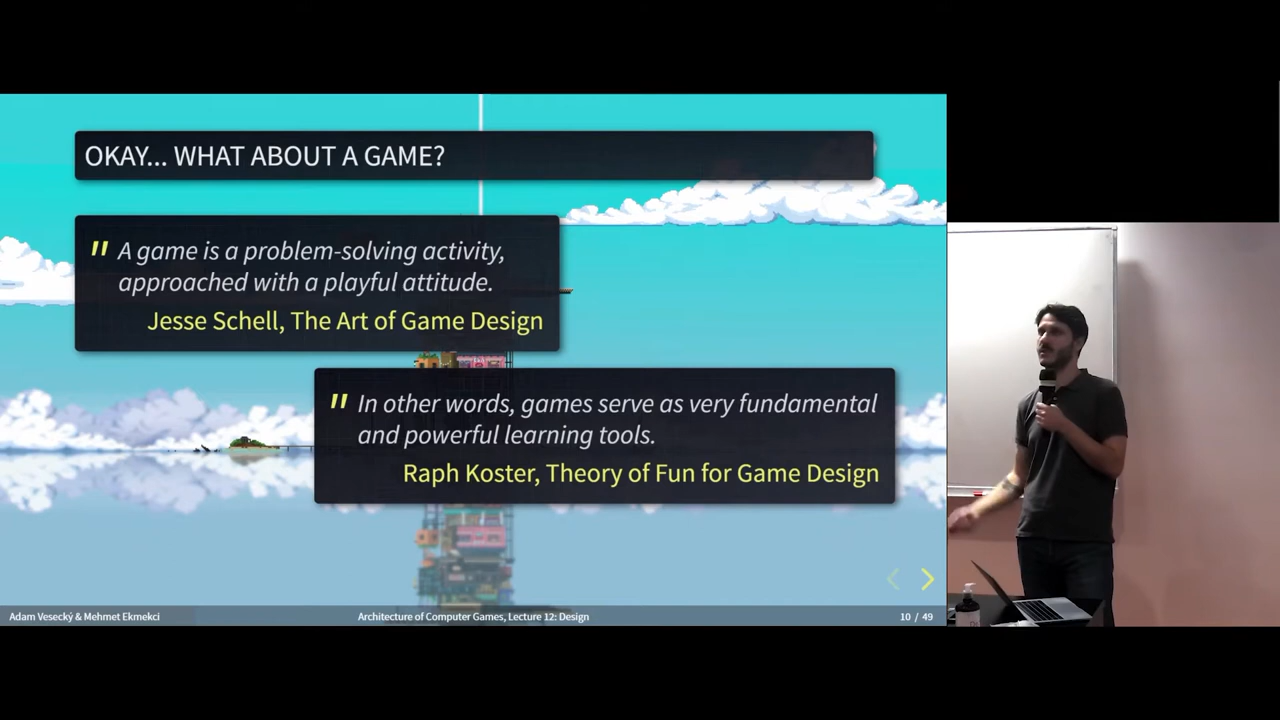 OKAY... WHAT ABOUT A GAME?
" A game is a problem-solving activity,
approached with a playful attitude.
Jesse Schell, The Art of Game Design
" In other words, games serve as very fundamental
and powerful learning tools.
Raph Koster, Theory of Fun for Game Design
Adam Vesecký & Mehmet Ekmekci
Architecture of Computer Games, Lecture 12: Design
10 / 49